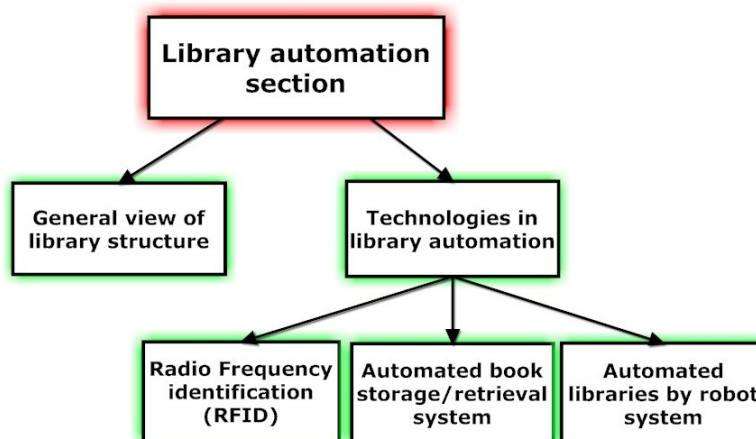 Library automation
section
General view of
library structure
Technologies in
library automation
Radio Frequency
identification
(RFID)
Automated book
storage/retrieval
system
Automated
libraries by robot
system